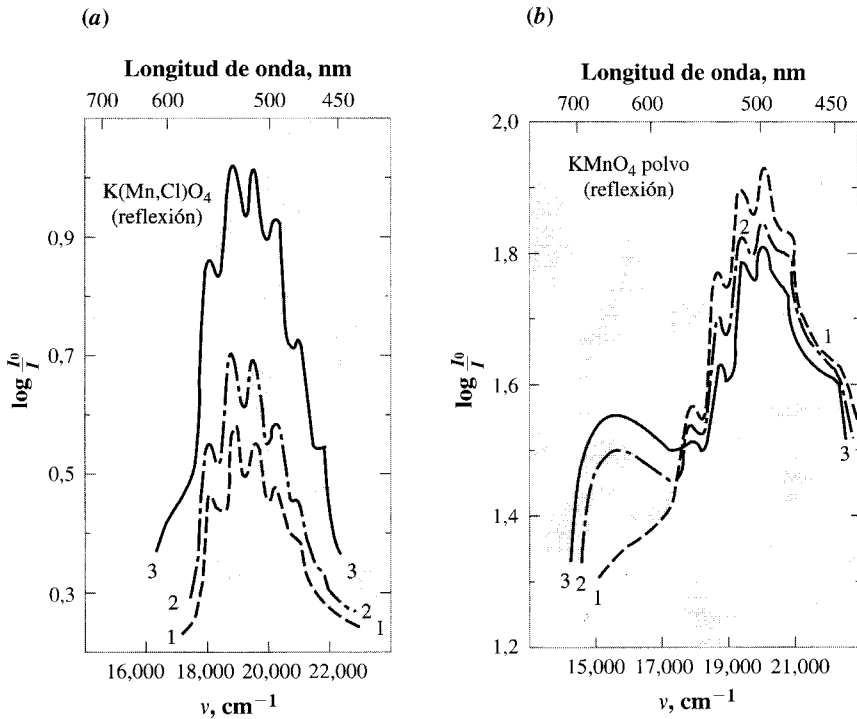 (a)
Longitud de onda, nm
700 600 500 450
K(Mn,Cl)O₄
(reflexión)
0,9
0,7
0,5
0,3
log I₀/I
3 3
2 2
1 1
16,000 18,000 20,000 22,000
ν, cm⁻¹
(b)
Longitud de onda, nm
700 600 500 450
2,0
KMnO₄ polvo
(reflexión)
1,8
1,6
1,4
1,2
log I₀/I
2
1
3
3 2
1
15,000 17,000 19,000 21,000
ν, cm⁻¹